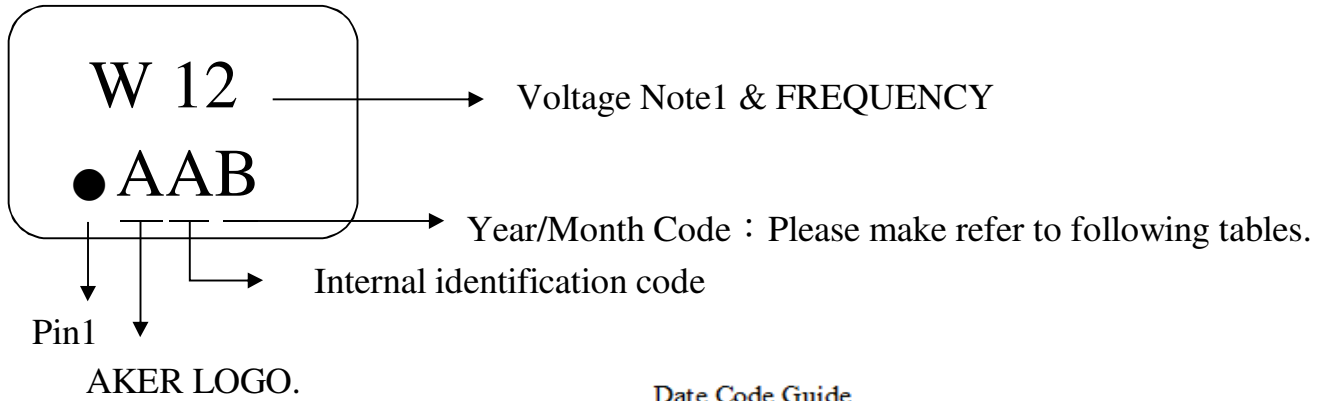 W 12
Voltage Note1 & FREQUENCY
●AAB
Year/Month Code：Please make refer to following tables.
Internal identification code
Pin1
AKER LOGO.
Date Code Guide